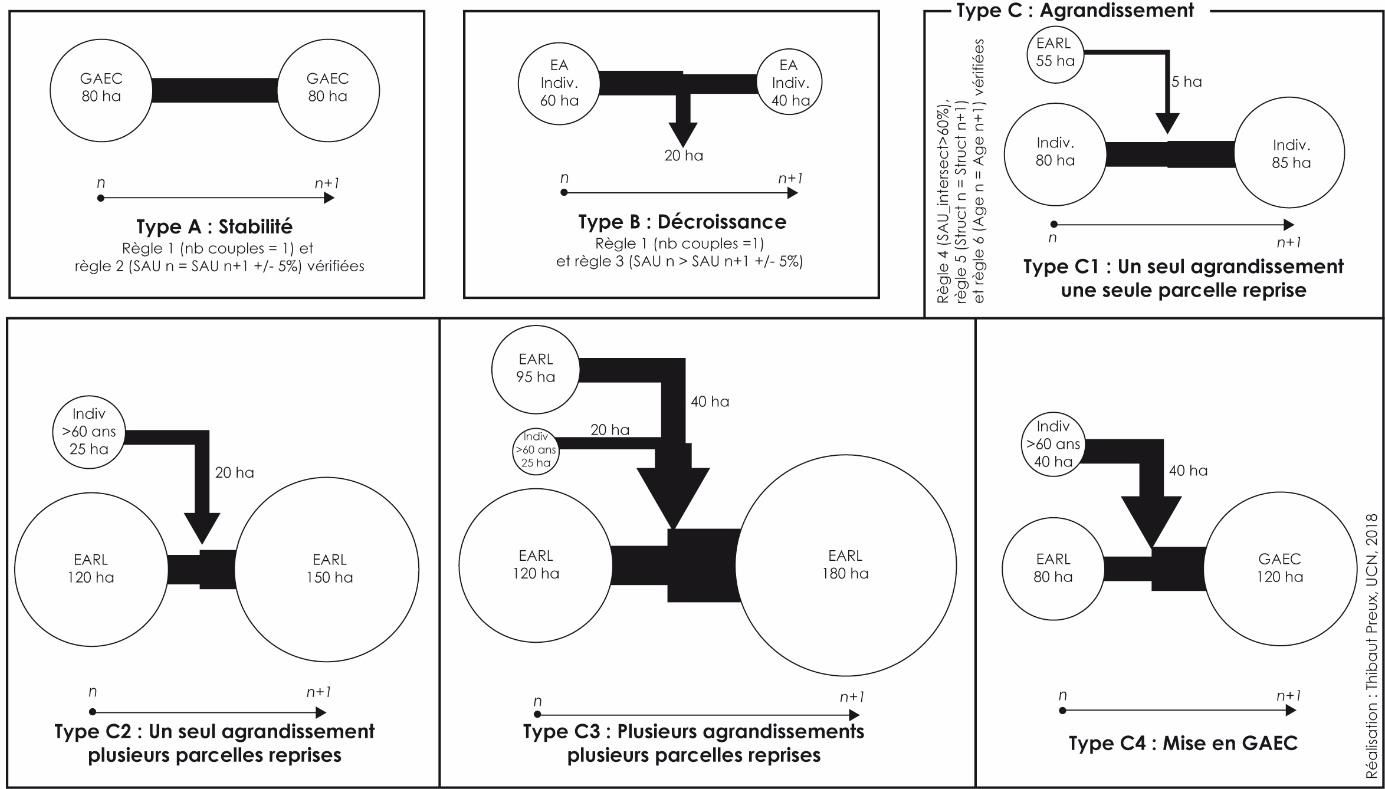 GAEC
80 ha
GAEC
80 ha
n
n+1
Type A : Stabilité
Règle 1 (nb couples = 1) et
règle 2 (SAU n = SAU n+1 +/- 5%) vérifiées
EA
Indiv.
60 ha
EA
Indiv.
40 ha
20 ha
n
n+1
Type B : Décroissance
Règle 1 (nb couples =1)
et règle 3 (SAU n > SAU n+1 +/- 5%)
Type C : Agrandissement
Règle 4 (SAU_intersect>60%),
règle 5 (Struct n = Struct n+1)
et règle 6 (Age n = Age n+1) vérifiées
EARL
55 ha
5 ha
Indiv.
80 ha
Indiv.
85 ha
n
n+1
Type C1 : Un seul agrandissement
une seule parcelle reprise
Indiv
>60 ans
25 ha
20 ha
EARL
120 ha
EARL
150 ha
n
n+1
Type C2 : Un seul agrandissement
plusieurs parcelles reprises
EARL
95 ha
40 ha
Indiv
>60 ans
25 ha
20 ha
EARL
120 ha
EARL
180 ha
n
n+1
Type C3 : Plusieurs agrandissements
plusieurs parcelles reprises
Indiv
>60 ans
40 ha
40 ha
EARL
80 ha
GAEC
120 ha
n
n+1
Type C4 : Mise en GAEC
Réalisation : Thibaut Preux, UCN, 2018